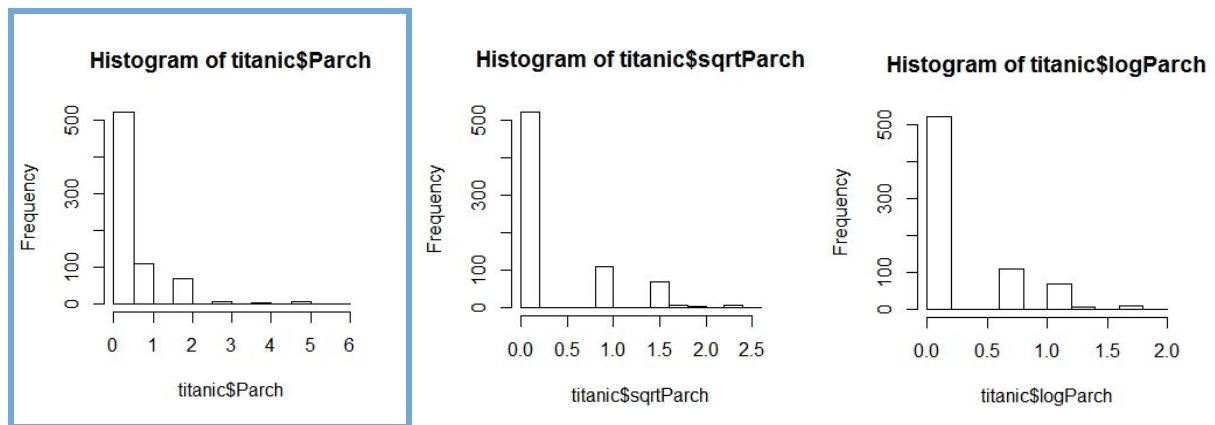 Histogram of titanic$Parch
Frequency
500
300
100
0
0 1 2 3 4 5 6
titanic$Parch
Histogram of titanic$sqrtParch
Frequency
500
300
100
0
0.0 0.5 1.0 1.5 2.0 2.5
titanic$sqrtParch
Histogram of titanic$logParch
Frequency
500
300
100
0
0.0 0.5 1.0 1.5 2.0
titanic$logParch